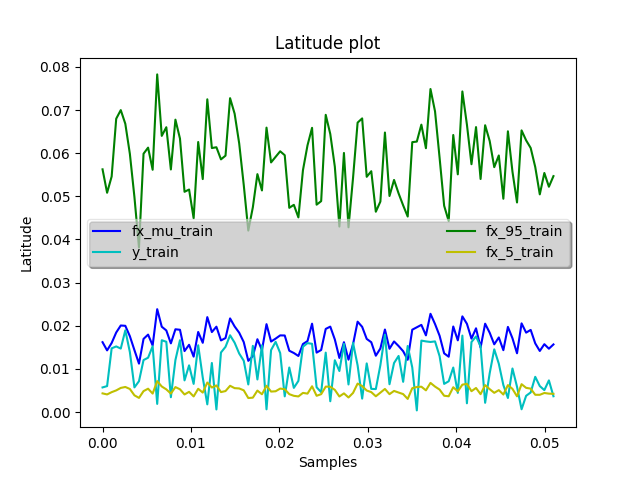 Latitude plot
0.08
0.07
0.06
0.05
0.04
0.03
0.02
0.01
0.00
Latitude
fx_mu_train
y_train
fx_95_train
fx_5_train
0.00 0.01 0.02 0.03 0.04 0.05
Samples